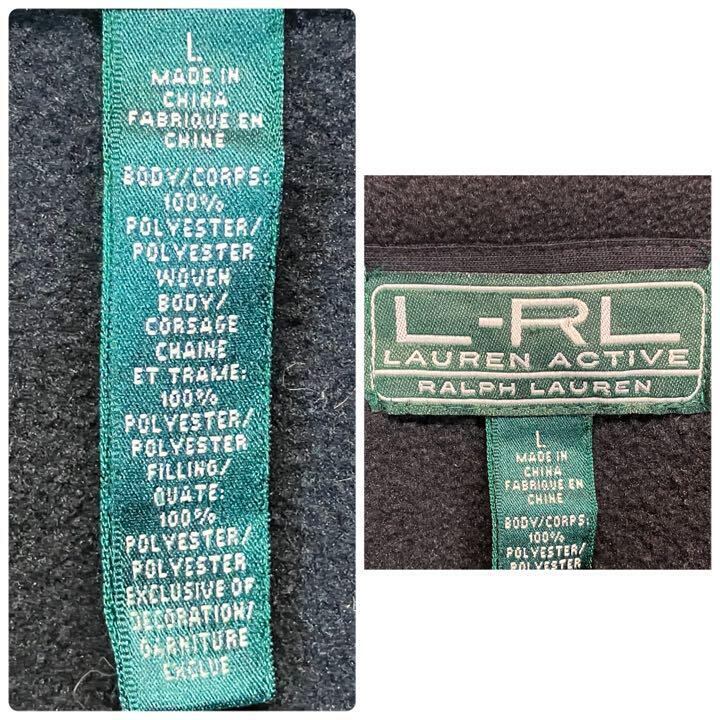 L
MADE IN
CHINA
FABRIQUE EN
CHINE
BODY/CORPS:
100%
POLYESTER/
POLYESTER
WOVEN
BODY/
CORSAGE
CHAINE
ET TRAME:
100%
POLYESTER/
POLYESTER
FILLING/
OUATE:
100%
POLYESTER/
POLYESTER
EXCLUSIVE OF
DECORATION/
GARNITURE
EXCLUE
L-RL
LAUREN ACTIVE
RALPH LAUREN
L
MADE IN
CHINA
FABRIQUE EN
CHINE
BODY/CORPS:
100%
POLYESTER/
POLYESTER